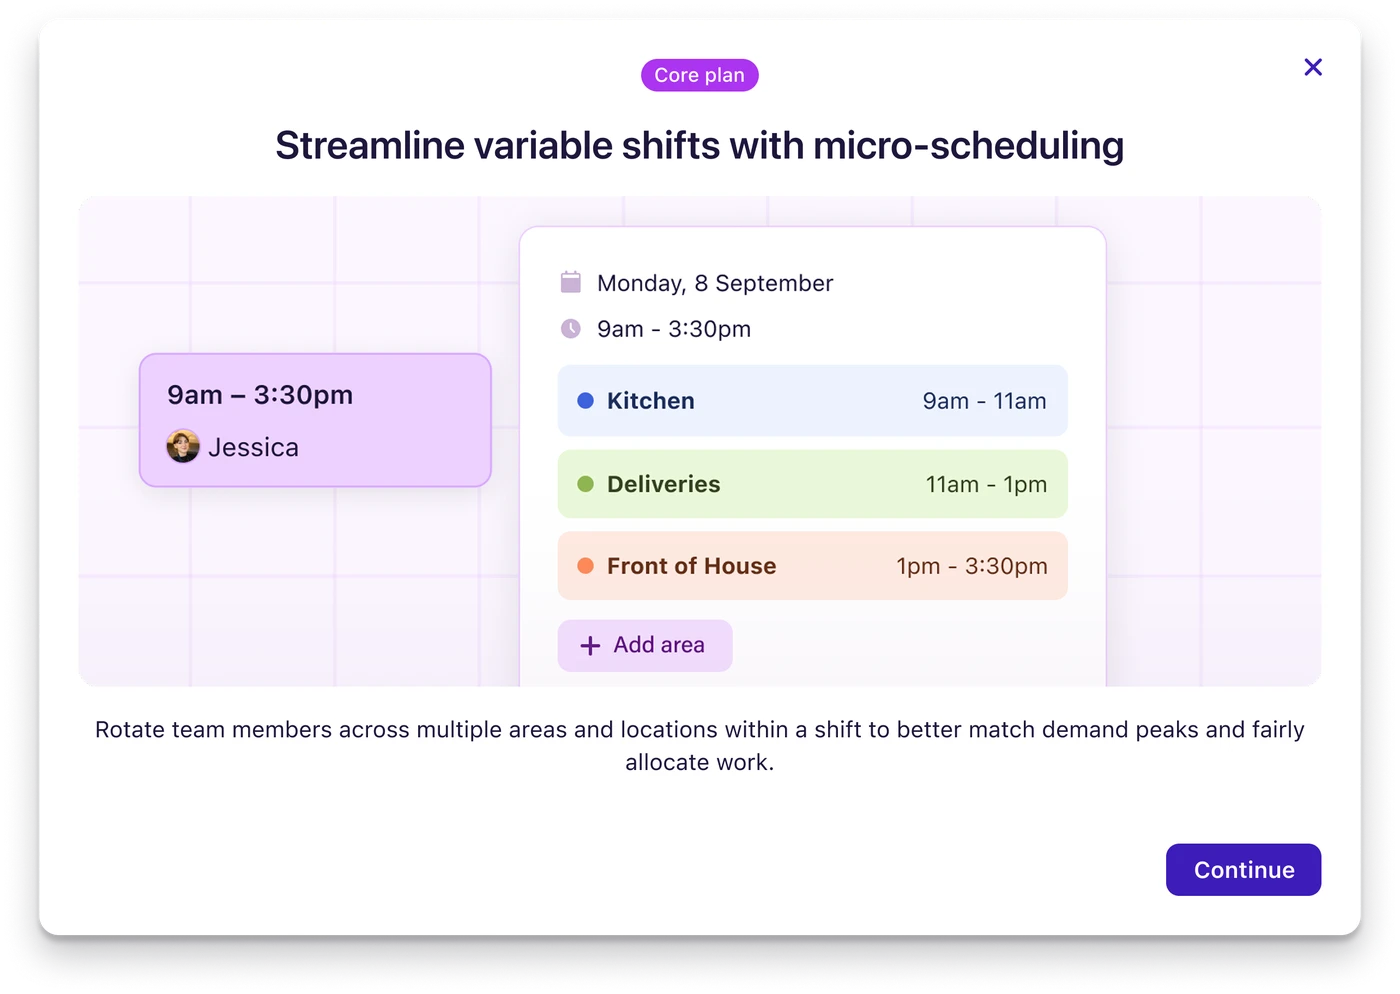 Core plan
Streamline variable shifts with micro-scheduling
9am – 3:30pm
Jessica
Monday, 8 September
9am - 3:30pm
Kitchen 9am - 11am
Deliveries 11am - 1pm
Front of House 1pm - 3:30pm
+ Add area
Rotate team members across multiple areas and locations within a shift to better match demand peaks and fairly
allocate work.
Continue